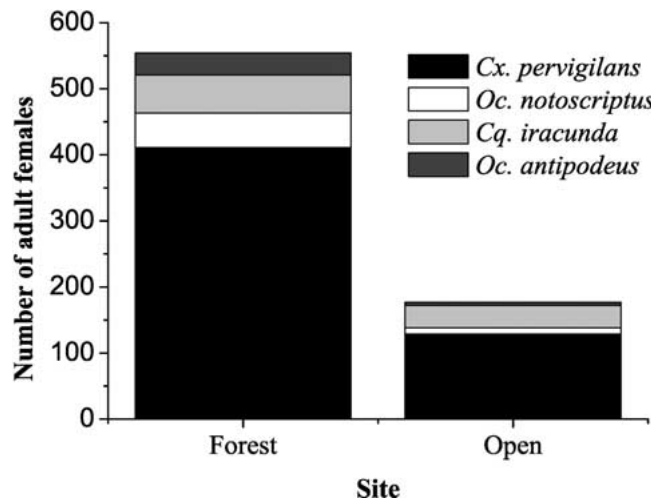 600
500
400
300
200
100
0
Number of adult females
Cx. pervigilans
Oc. notoscriptus
Cq. iracunda
Oc. antipodeus
Forest
Open
Site